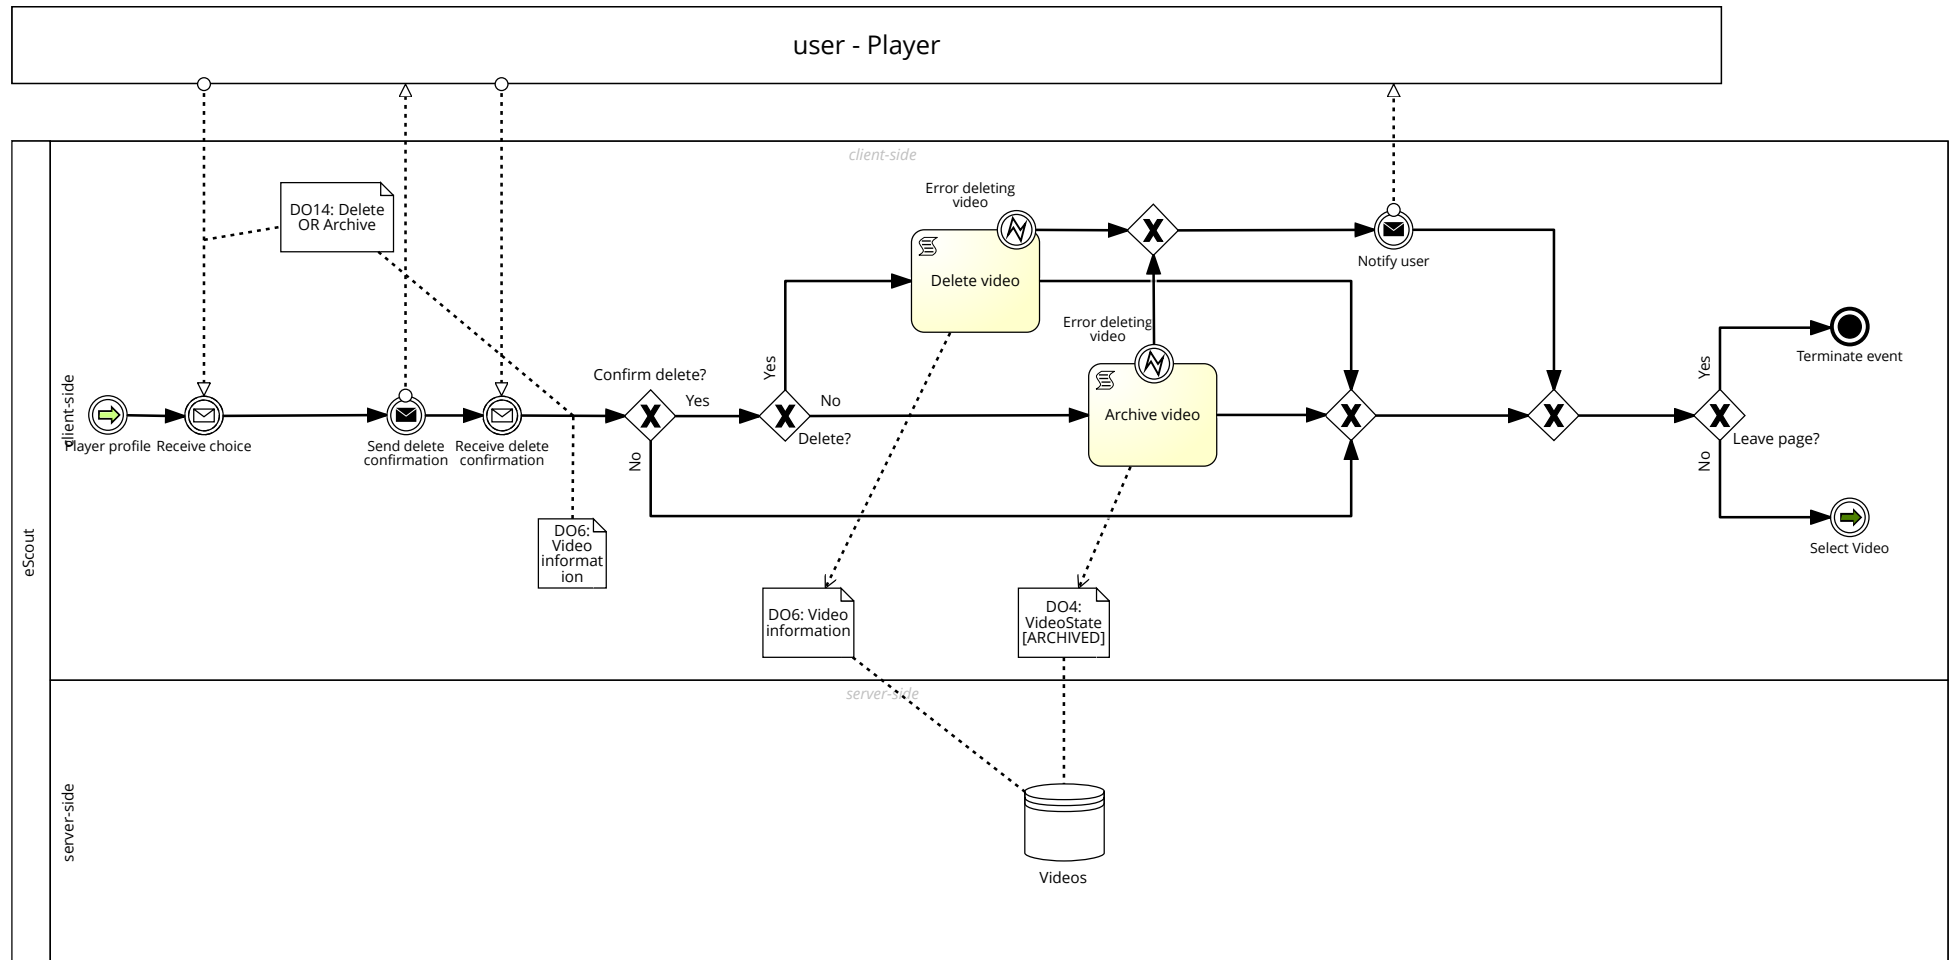 user - Player
client-side
Error deleting
video
DO14: Delete
OR Archive
Delete video
Notify user
Error deleting
video
Yes
Yes
Terminate event
Confirm delete?
Yes
No
Archive video
client-side
Player profile
Receive choice
Send delete
confirmation
Receive delete
confirmation
Delete?
Leave page?
No
No
DO6:
Video
informat
ion
Select Video
eScout
DO6: Video
information
DO4:
VideoState
[ARCHIVED]
server-side
server-side
Videos